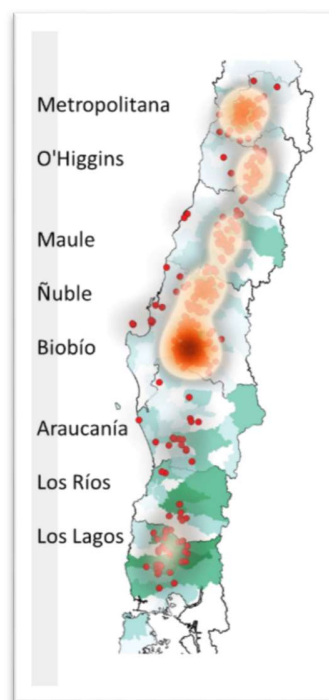 Metropolitana
O'Higgins
Maule
Ñuble
Biobío
Araucanía
Los Ríos
Los Lagos